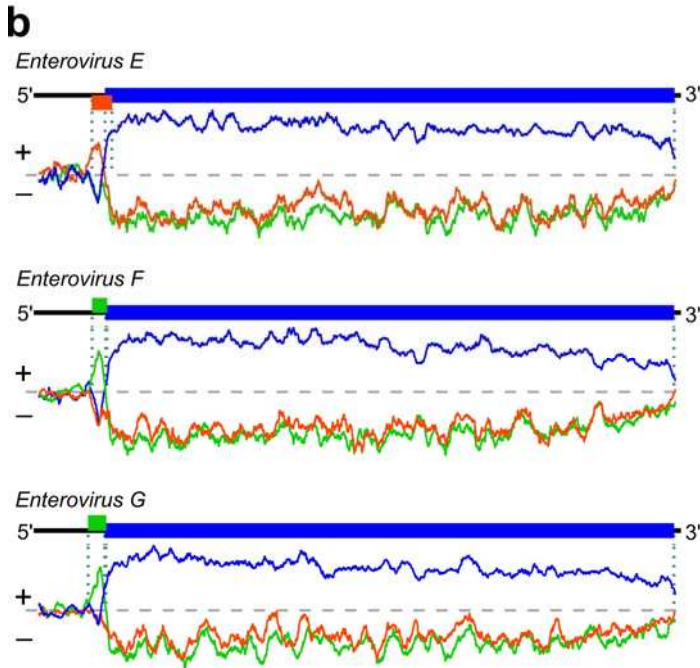 b
Enterovirus E
5' 3'
+
–
Enterovirus F
5' 3'
+
–
Enterovirus G
5' 3'
+
–